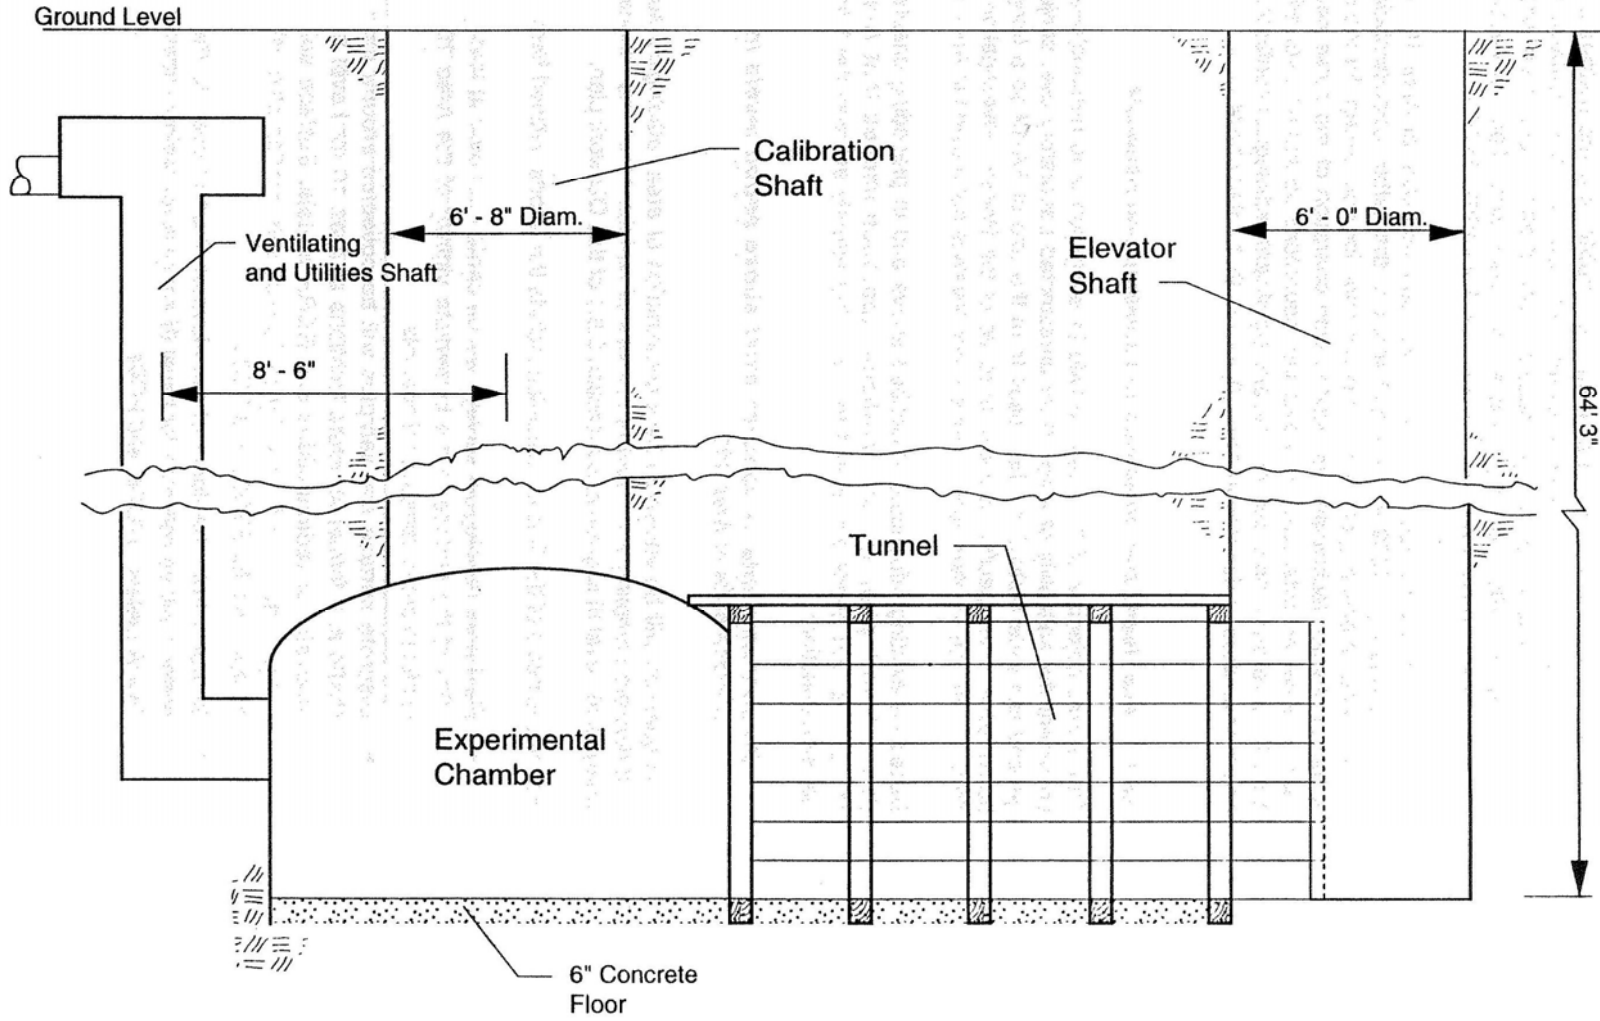 Ground Level
Calibration
Shaft
6' - 8" Diam.
6' - 0" Diam.
Ventilating
and Utilities Shaft
Elevator
Shaft
8' - 6"
64' 3"
Tunnel
Experimental
Chamber
6" Concrete
Floor